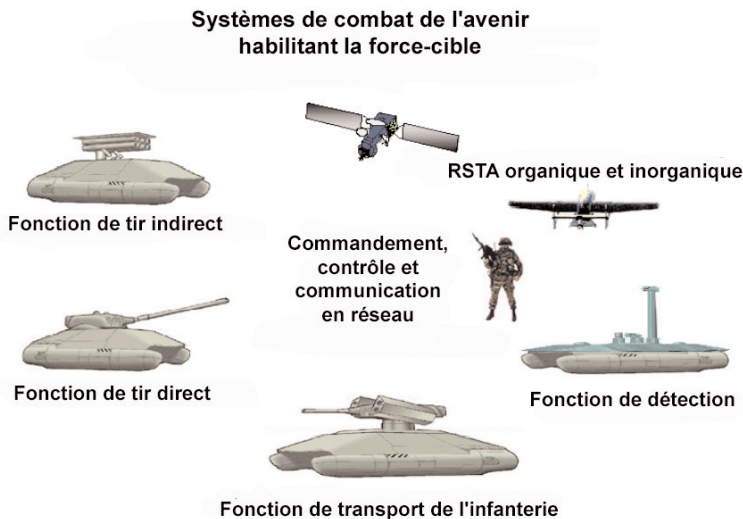 Systèmes de combat de l'avenir
habilitant la force-cible
RSTA organique et inorganique
Fonction de tir indirect
Commandement,
contrôle et
communication
en réseau
Fonction de tir direct
Fonction de détection
Fonction de transport de l'infanterie